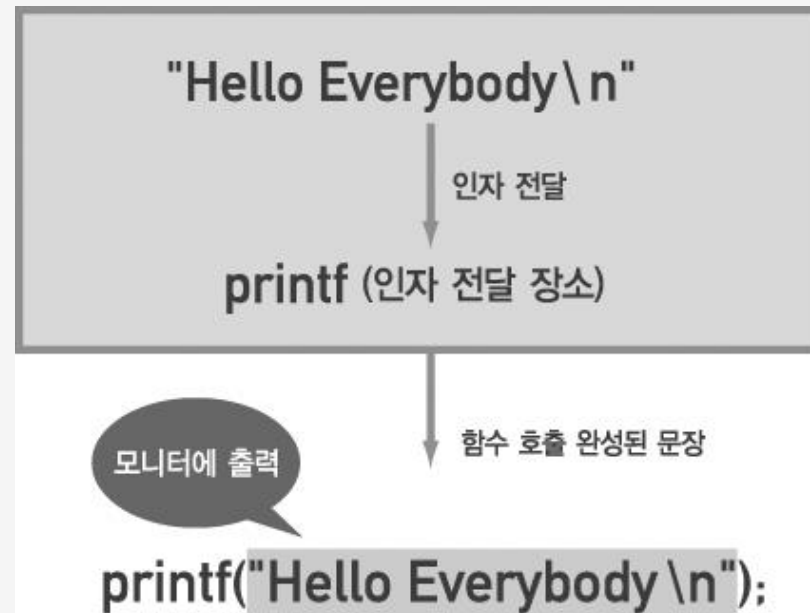 "Hello Everybody\n"
인자 전달
printf (인자 전달 장소)
함수 호출 완성된 문장
모니터에 출력
printf("Hello Everybody\n");